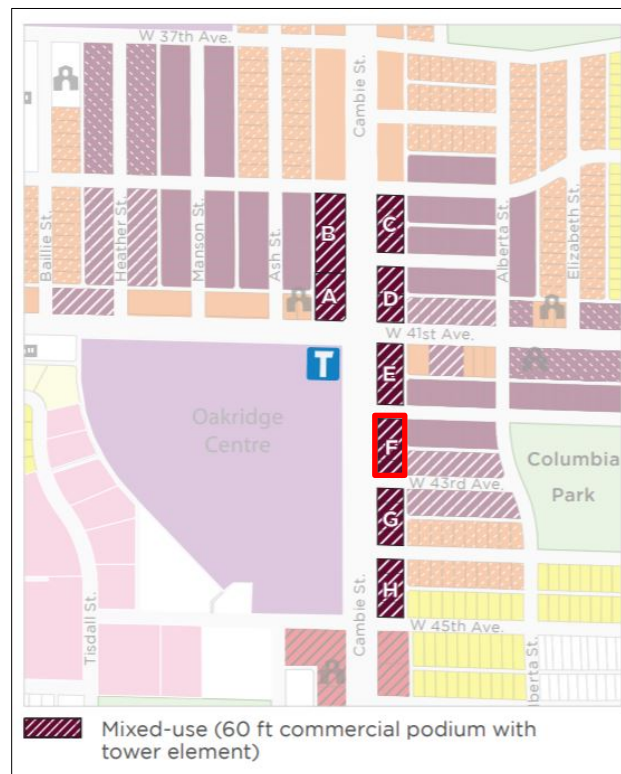 W 37th Ave.
Cambie St.
Baillie St.
Heather St.
Manson St.
Ash St.
B
C
Alberta St.
Elizabeth St.
A
D
W 41st Ave.
T
E
Oakridge
Centre
F
Columbia
Park
W 43rd Ave.
G
Tisdall St.
Cambie St.
H
W 45th Ave.
lberta St.
Mixed-use (60 ft commercial podium with
tower element)